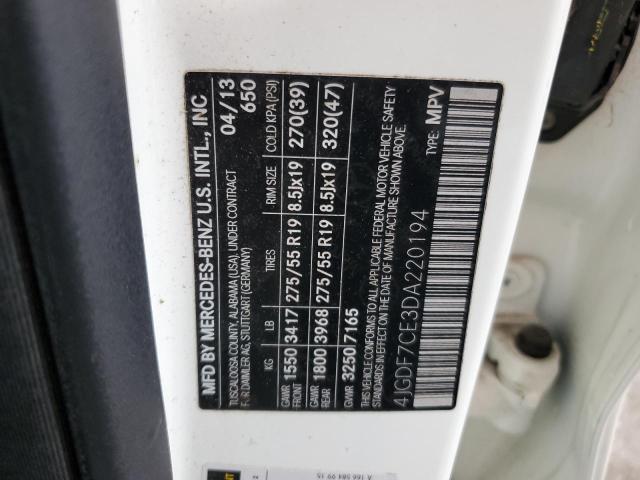 MFD BY MERCEDES-BENZ U.S. INTL., INC
TUSCALOOSA COUNTY, ALABAMA (USA), UNDER CONTRACT
FOR DAIMLER AG, STUTTGART (GERMANY)
04/13
650
KG LB TIRES RIM SIZE COLD KPA (PSI)
GAWR FRONT 1550 3417 275/55 R19 8.5Jx19 270(39)
GAWR REAR 1800 3968 275/55 R19 8.5Jx19 320(47)
GVWR 3250 7165
THIS VEHICLE CONFORMS TO ALL APPLICABLE FEDERAL MOTOR VEHICLE SAFETY
STANDARDS IN EFFECT ON THE DATE OF MANUFACTURE SHOWN ABOVE.
4JGDF7CE3DA220194 TYPE: MPV
A 166 584 99 15